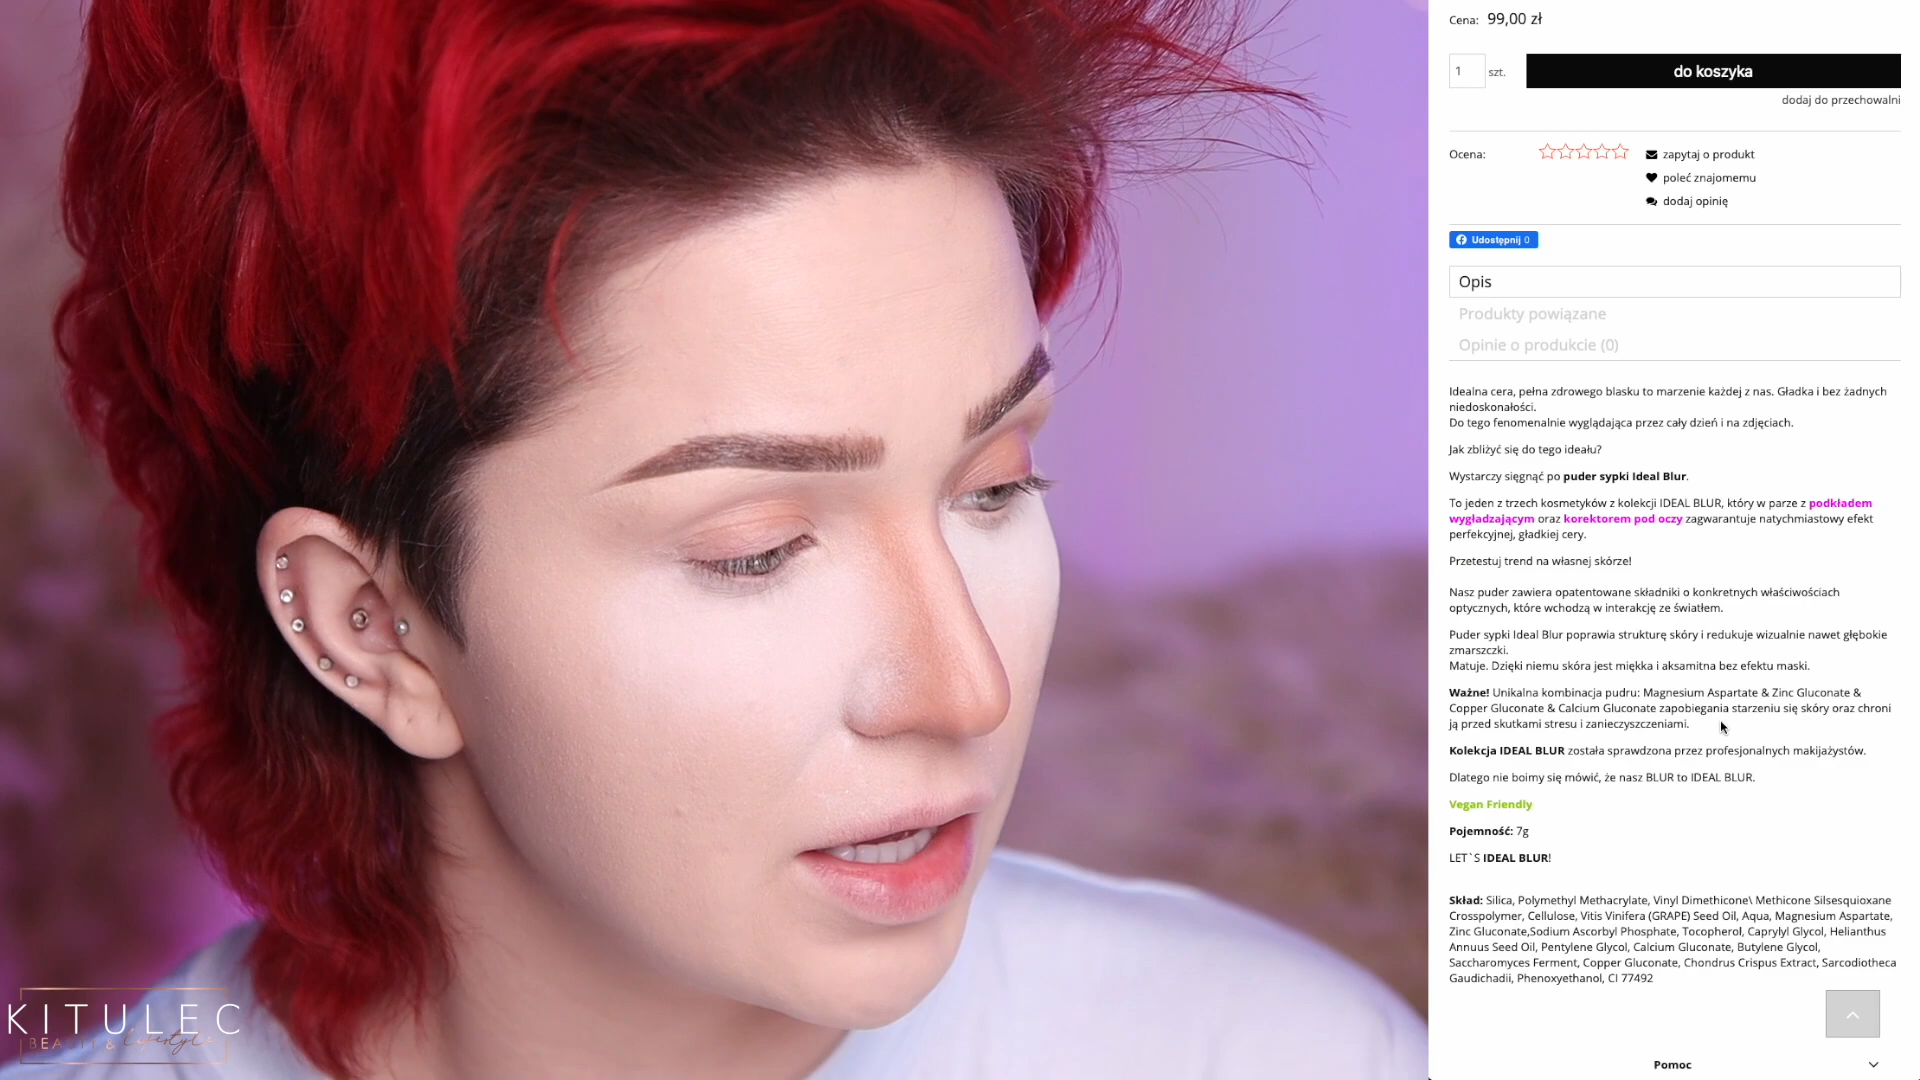 Cena: 99,00 zł
1 szt. do koszyka
dodaj do przechowalni
Ocena:
zapytaj o produkt
poleć znajomemu
dodaj opinię
Udostępnij 0
Opis
Produkty powiązane
Opinie o produkcie (0)
Idealna cera, pełna zdrowego blasku to marzenie każdej z nas. Gładka i bez żadnych
niedoskonałości.
Do tego fenomenalnie wyglądająca przez cały dzień i na zdjęciach.
Jak zbliżyć się do tego ideału?
Wystarczy sięgnąć po puder sypki Ideal Blur.
To jeden z trzech kosmetyków z kolekcji IDEAL BLUR, który w parze z podkładem
wygładzającym oraz korektorem pod oczy zagwarantuje natychmiastowy efekt
perfekcyjnej, gładkiej cery.
Przetestuj trend na własnej skórze!
Nasz puder zawiera opatentowane składniki o konkretnych właściwościach
optycznych, które wchodzą w interakcję ze światłem.
Puder sypki Ideal Blur poprawia strukturę skóry i redukuje wizualnie nawet głębokie
zmarszczki.
Matuje. Dzięki niemu skóra jest miękka i aksamitna bez efektu maski.
Ważne! Unikalna kombinacja pudru: Magnesium Aspartate & Zinc Gluconate &
Copper Gluconate & Calcium Gluconate zapobiegania starzeniu się skóry oraz chroni
ją przed skutkami stresu i zanieczyszczeniami.
Kolekcja IDEAL BLUR została sprawdzona przez profesjonalnych makijażystów.
Dlatego nie boimy się mówić, że nasz BLUR to IDEAL BLUR.
Vegan Friendly
Pojemność: 7g
LET`S IDEAL BLUR!
Skład: Silica, Polymethyl Methacrylate, Vinyl Dimethicone\ Methicone Silsesquioxane
Crosspolymer, Cellulose, Vitis Vinifera (GRAPE) Seed Oil, Aqua, Magnesium Aspartate,
Zinc Gluconate,Sodium Ascorbyl Phosphate, Tocopherol, Caprylyl Glycol, Helianthus
Annuus Seed Oil, Pentylene Glycol, Calcium Gluconate, Butylene Glycol,
Saccharomyces Ferment, Copper Gluconate, Chondrus Crispus Extract, Sarcodiotheca
Gaudichadii, Phenoxyethanol, CI 77492
Pomoc
KITULEC
BEAUTY & lifestyle